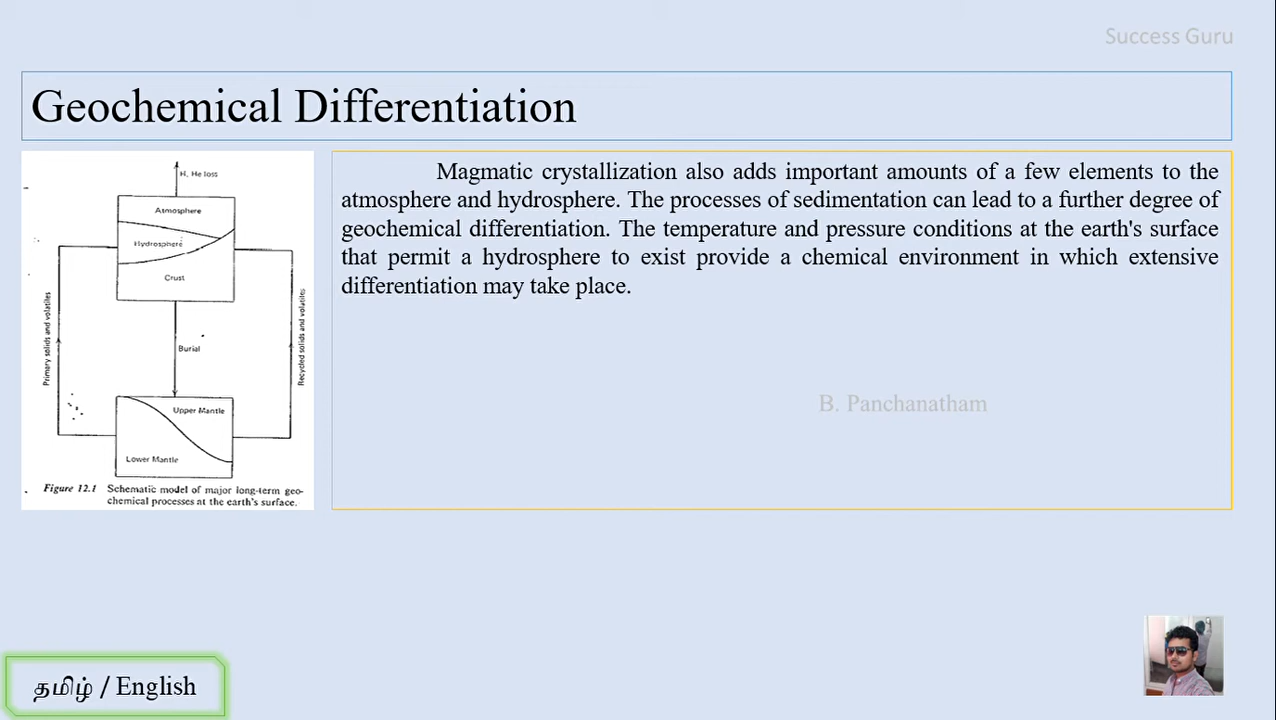 Success Guru
Geochemical Differentiation
H, He loss
Atmosphere
Hydrosphere
Crust
Primary solids and volatiles
Recycled solids and volatiles
Burial
Upper Mantle
Lower Mantle
Figure 12.1 Schematic model of major long-term geo-
chemical processes at the earth's surface.
Magmatic crystallization also adds important amounts of a few elements to the
atmosphere and hydrosphere. The processes of sedimentation can lead to a further degree of
geochemical differentiation. The temperature and pressure conditions at the earth's surface
that permit a hydrosphere to exist provide a chemical environment in which extensive
differentiation may take place.
B. Panchanatham
தமிழ் / English